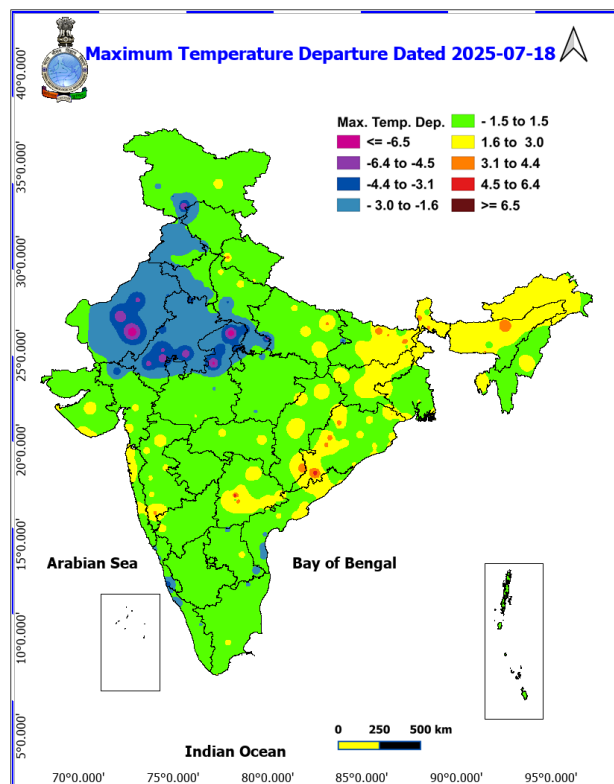 Maximum Temperature Departure Dated 2025-07-18
Max. Temp. Dep.
<= -6.5
-6.4 to -4.5
-4.4 to -3.1
- 3.0 to -1.6
- 1.5 to 1.5
1.6 to 3.0
3.1 to 4.4
4.5 to 6.4
>= 6.5
40°0.000'
35°0.000'
30°0.000'
25°0.000'
20°0.000'
15°0.000'
10°0.000'
5°0.000'
Arabian Sea
Bay of Bengal
Indian Ocean
0 250 500 km
70°0.000' 75°0.000' 80°0.000' 85°0.000' 90°0.000' 95°0.000'